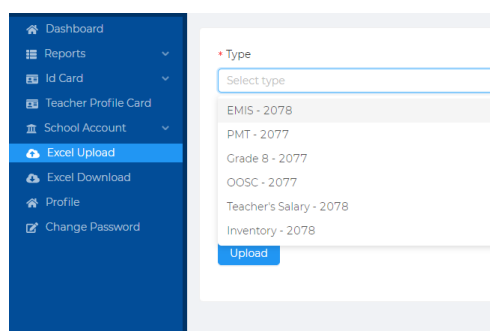 Dashboard
Reports
Id Card
Teacher Profile Card
School Account
Excel Upload
Excel Download
Profile
Change Password
* Type
Select type
EMIS - 2078
PMT - 2077
Grade 8 - 2077
OOSC - 2077
Teacher's Salary - 2078
Inventory - 2078
Upload